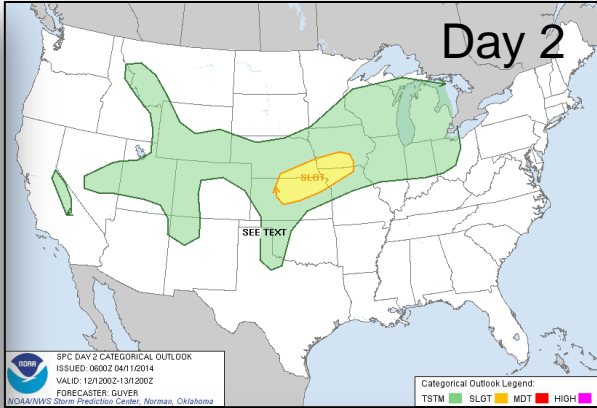 Day 2
SLGT
SEE TEXT
NOAA
SPC DAY 2 CATEGORICAL OUTLOOK
ISSUED: 0600Z 04/11/2014
VALID: 12/1200Z-13/1200Z
FORECASTER: GUYER
NOAA/NWS Storm Prediction Center, Norman, Oklahoma
Categorical Outlook Legend:
TSTM SLGT MDT HIGH